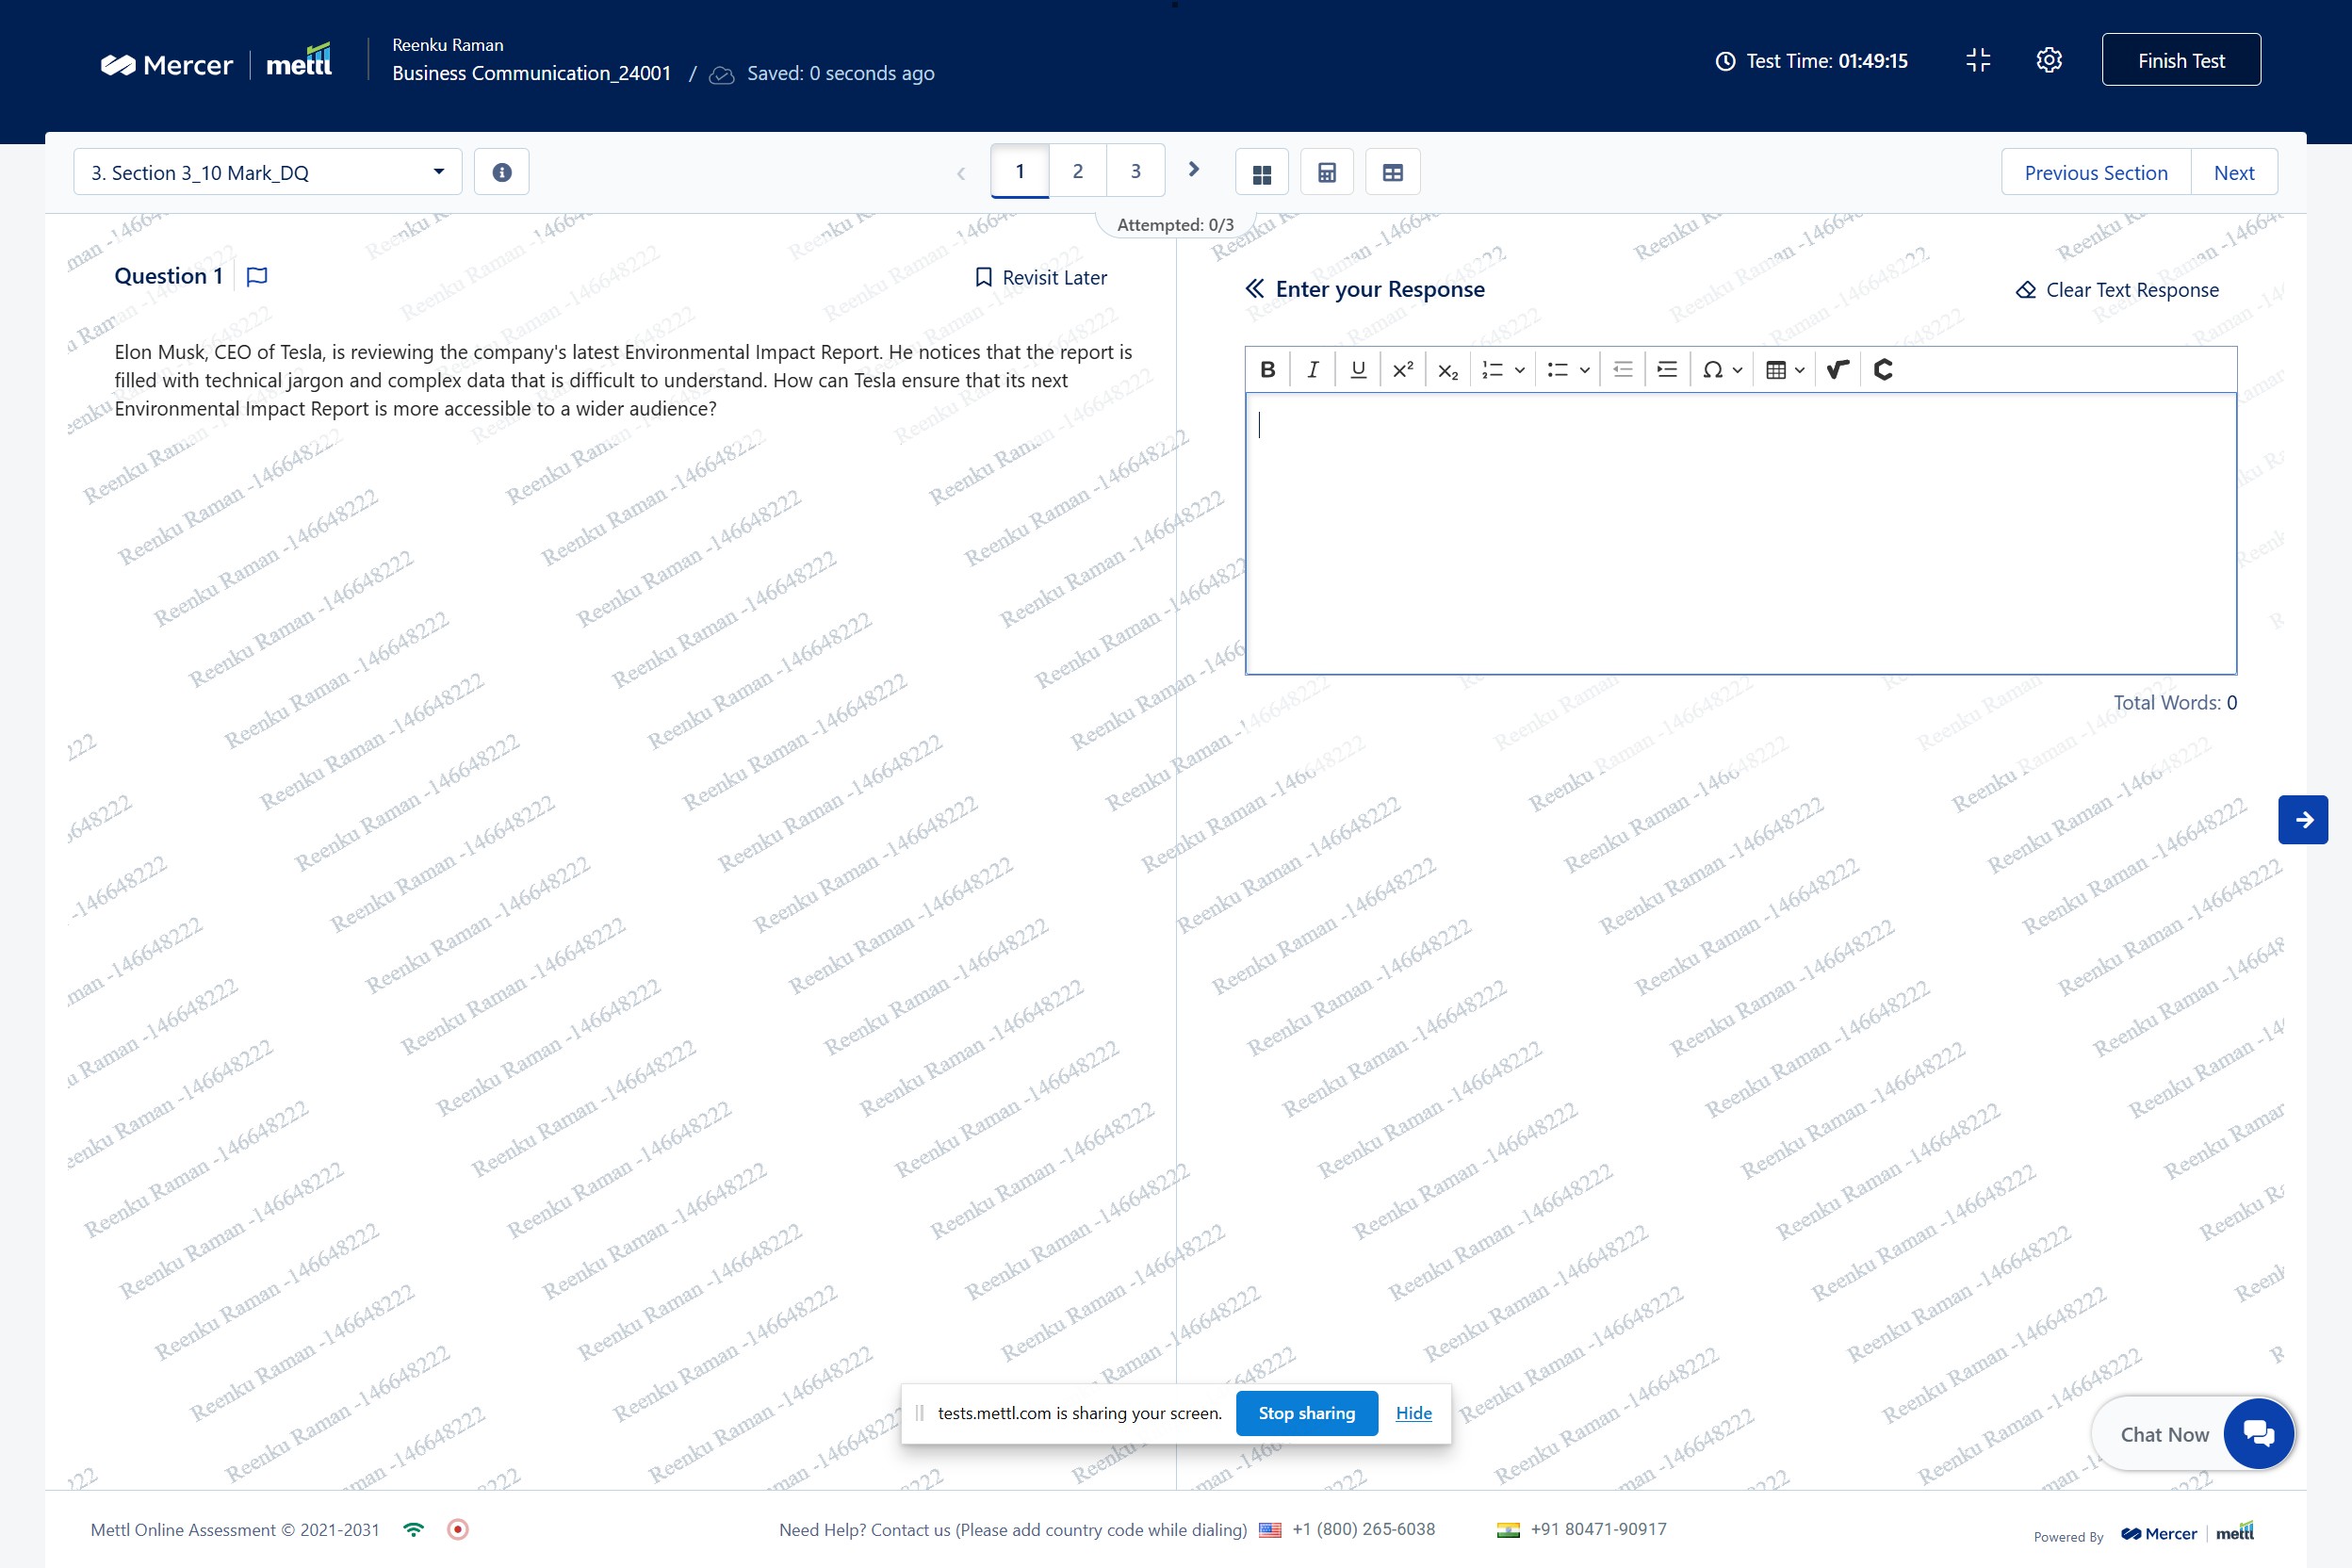 Mercer | mettl
Reenku Raman
Business Communication_24001 / Saved: 0 seconds ago
Test Time: 01:49:15
Finish Test
3. Section 3_10 Mark_DQ
1 2 3
Previous Section Next
Attempted: 0/3
Question 1
Revisit Later
Elon Musk, CEO of Tesla, is reviewing the company's latest Environmental Impact Report. He notices that the report is
filled with technical jargon and complex data that is difficult to understand. How can Tesla ensure that its next
Environmental Impact Report is more accessible to a wider audience?
Enter your Response
Clear Text Response
Total Words: 0
Reenku Raman -146648222
tests.mettl.com is sharing your screen. Stop sharing Hide
Chat Now
Mettl Online Assessment © 2021-2031
Need Help? Contact us (Please add country code while dialing) +1 (800) 265-6038 +91 80471-90917
Powered By Mercer | mettl